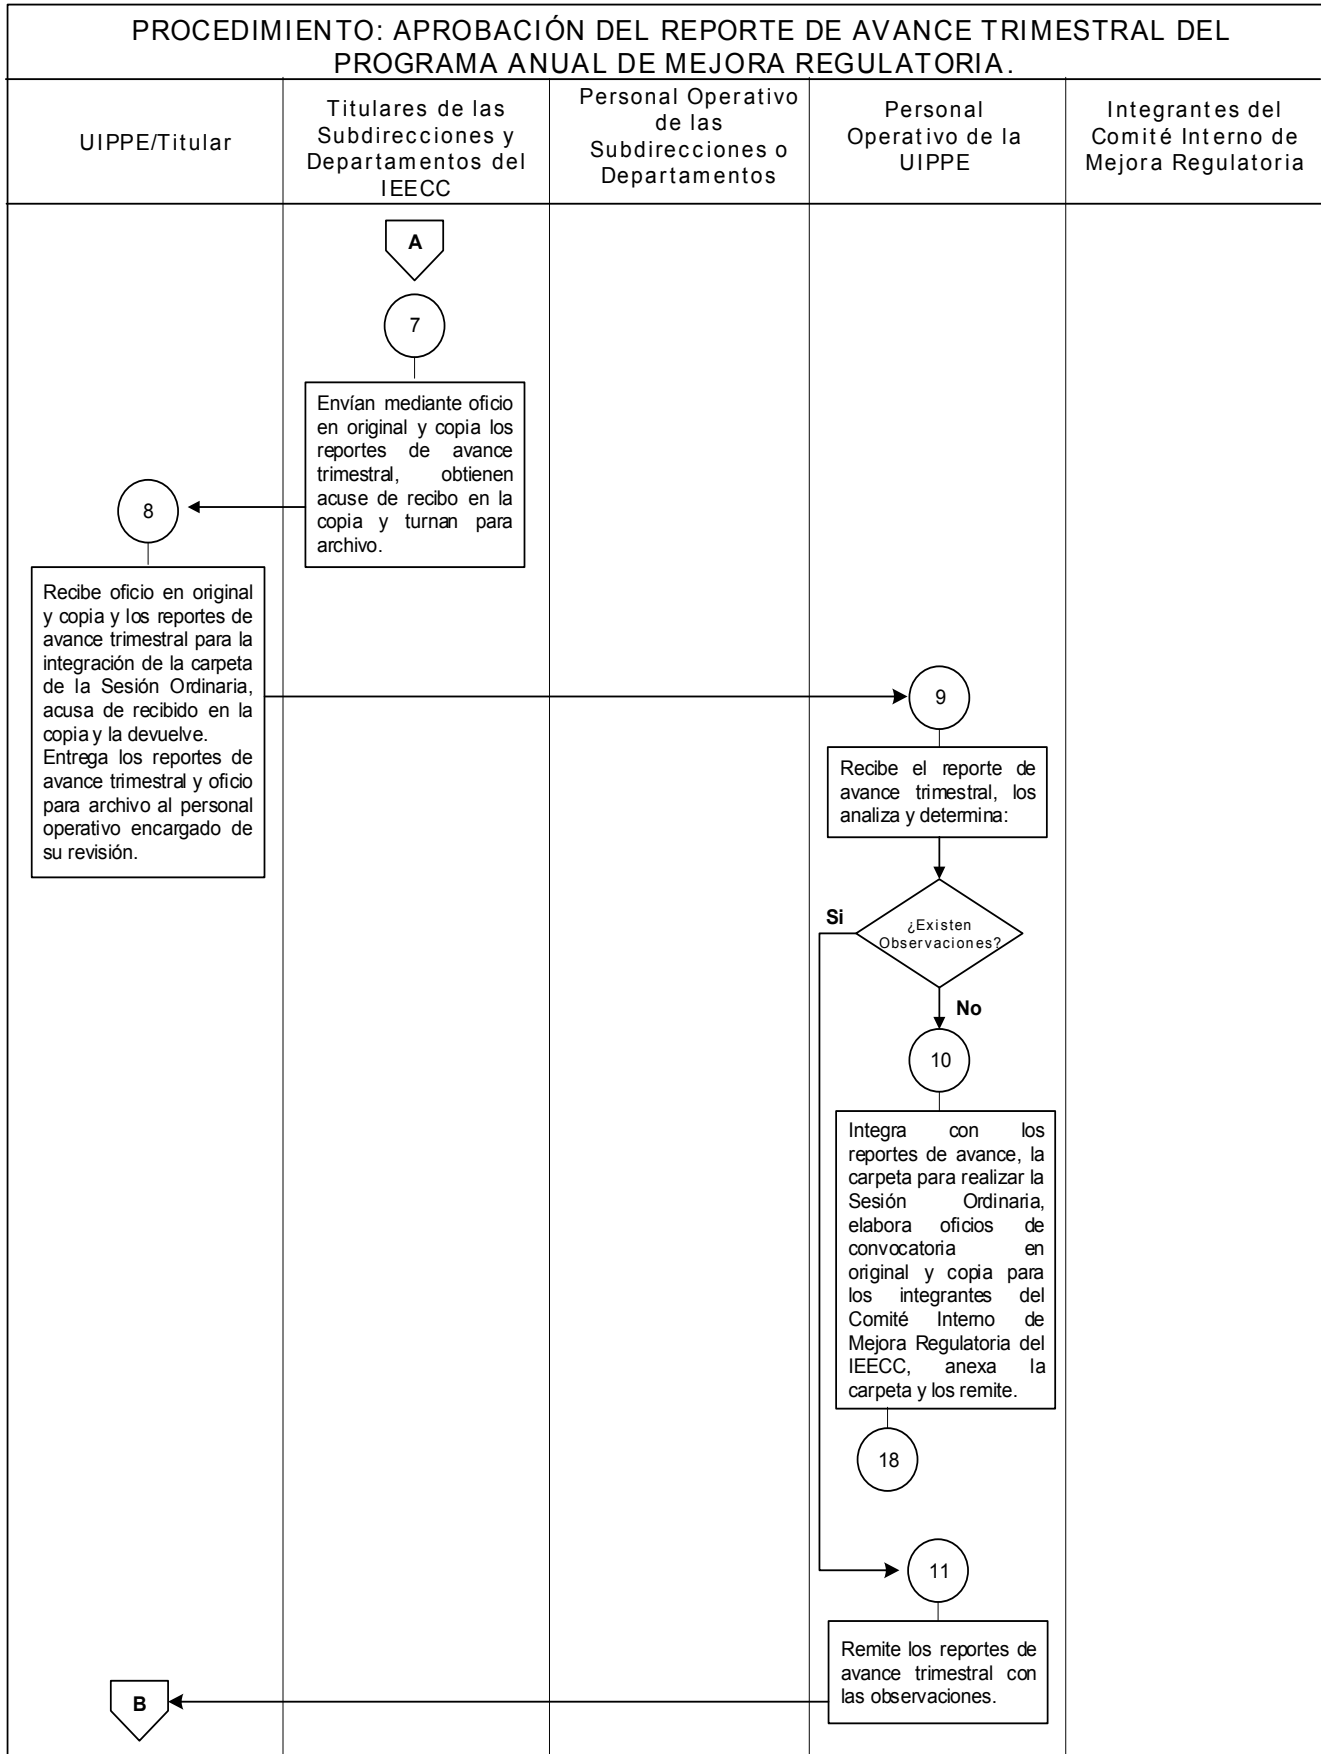 PROCEDIMIENTO: APROBACIÓN DEL REPORTE DE AVANCE TRIMESTRAL DEL
PROGRAMA ANUAL DE MEJORA REGULATORIA.
UIPPE/Titular
Titulares de las
Subdirecciones y
Departamentos del
IEECC
Personal Operativo
de las
Subdirecciones o
Departamentos
Personal
Operativo de la
UIPPE
Integrantes del
Comité Interno de
Mejora Regulatoria
A
7
Envían mediante oficio
en original y copia los
reportes de avance
trimestral, obtienen
acuse de recibo en la
copia y turnan para
archivo.
8
Recibe oficio en original
y copia y los reportes de
avance trimestral para la
integración de la carpeta
de la Sesión Ordinaria,
acusa de recibido en la
copia y la devuelve.
Entrega los reportes de
avance trimestral y oficio
para archivo al personal
operativo encargado de
su revisión.
9
Recibe el reporte de
avance trimestral, los
analiza y determina:
¿Existen
Observaciones?
Si
No
10
Integra con los
reportes de avance, la
carpeta para realizar la
Sesión Ordinaria,
elabora oficios de
convocatoria en
original y copia para
los integrantes del
Comité Interno de
Mejora Regulatoria del
IEECC, anexa la
carpeta y los remite.
18
11
Remite los reportes de
avance trimestral con
las observaciones.
B